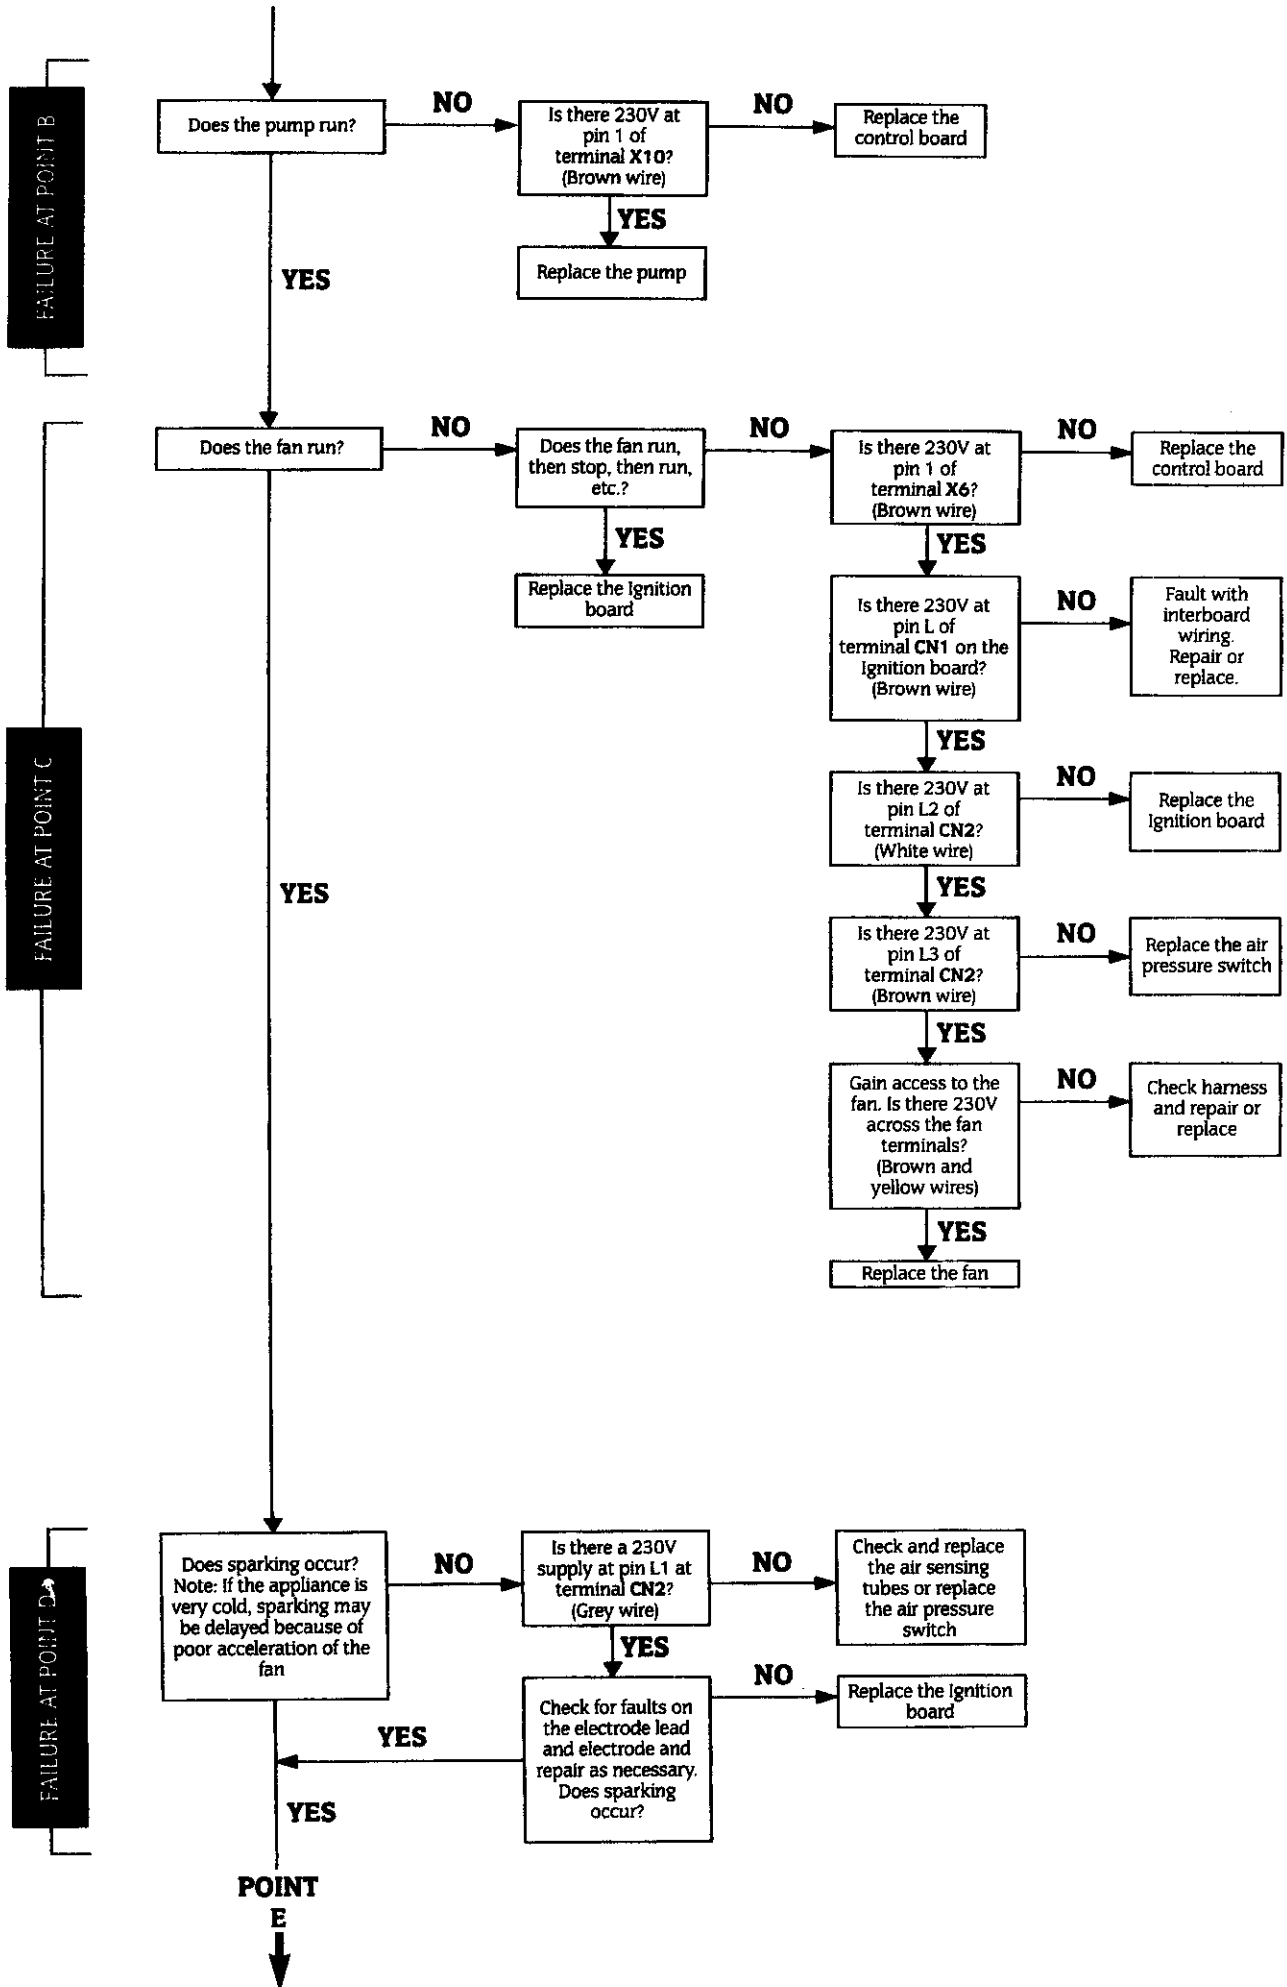 FAILURE AT POINT B
Does the pump run?
NO
Is there 230V at
pin 1 of
terminal X10?
(Brown wire)
NO
Replace the
control board
YES
Replace the pump
YES
FAILURE AT POINT C
Does the fan run?
NO
Does the fan run,
then stop, then run,
etc.?
NO
Is there 230V at
pin 1 of
terminal X6?
(Brown wire)
NO
Replace the
control board
YES
Replace the Ignition
board
YES
Is there 230V at
pin L of
terminal CN1 on the
Ignition board?
(Brown wire)
NO
Fault with
interboard
wiring.
Repair or
replace.
YES
Is there 230V at
pin L2 of
terminal CN2?
(White wire)
NO
Replace the
Ignition board
YES
YES
Is there 230V at
pin L3 of
terminal CN2?
(Brown wire)
NO
Replace the air
pressure switch
YES
Gain access to the
fan. Is there 230V
across the fan
terminals?
(Brown and
yellow wires)
NO
Check harness
and repair or
replace
YES
Replace the fan
FAILURE AT POINT D
Does sparking occur?
Note: If the appliance is
very cold, sparking may
be delayed because of
poor acceleration of the
fan
NO
Is there a 230V
supply at pin L1 at
terminal CN2?
(Grey wire)
NO
Check and replace
the air sensing
tubes or replace
the air pressure
switch
YES
Check for faults on
the electrode lead
and electrode and
repair as necessary.
Does sparking
occur?
NO
Replace the Ignition
board
YES
YES
POINT
E